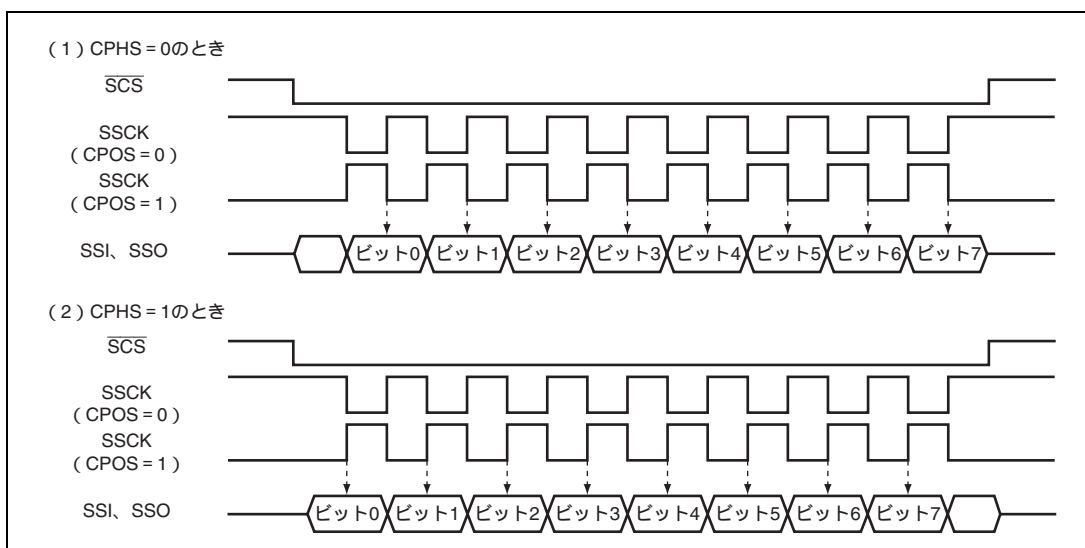 (1)CPHS=0のとき
SCS
SSCK
(CPOS=0)
SSCK
(CPOS=1)
SSI、SSO
ビット0 ビット1 ビット2 ビット3 ビット4 ビット5 ビット6 ビット7
(2)CPHS=1のとき
SCS
SSCK
(CPOS=0)
SSCK
(CPOS=1)
SSI、SSO
ビット0 ビット1 ビット2 ビット3 ビット4 ビット5 ビット6 ビット7